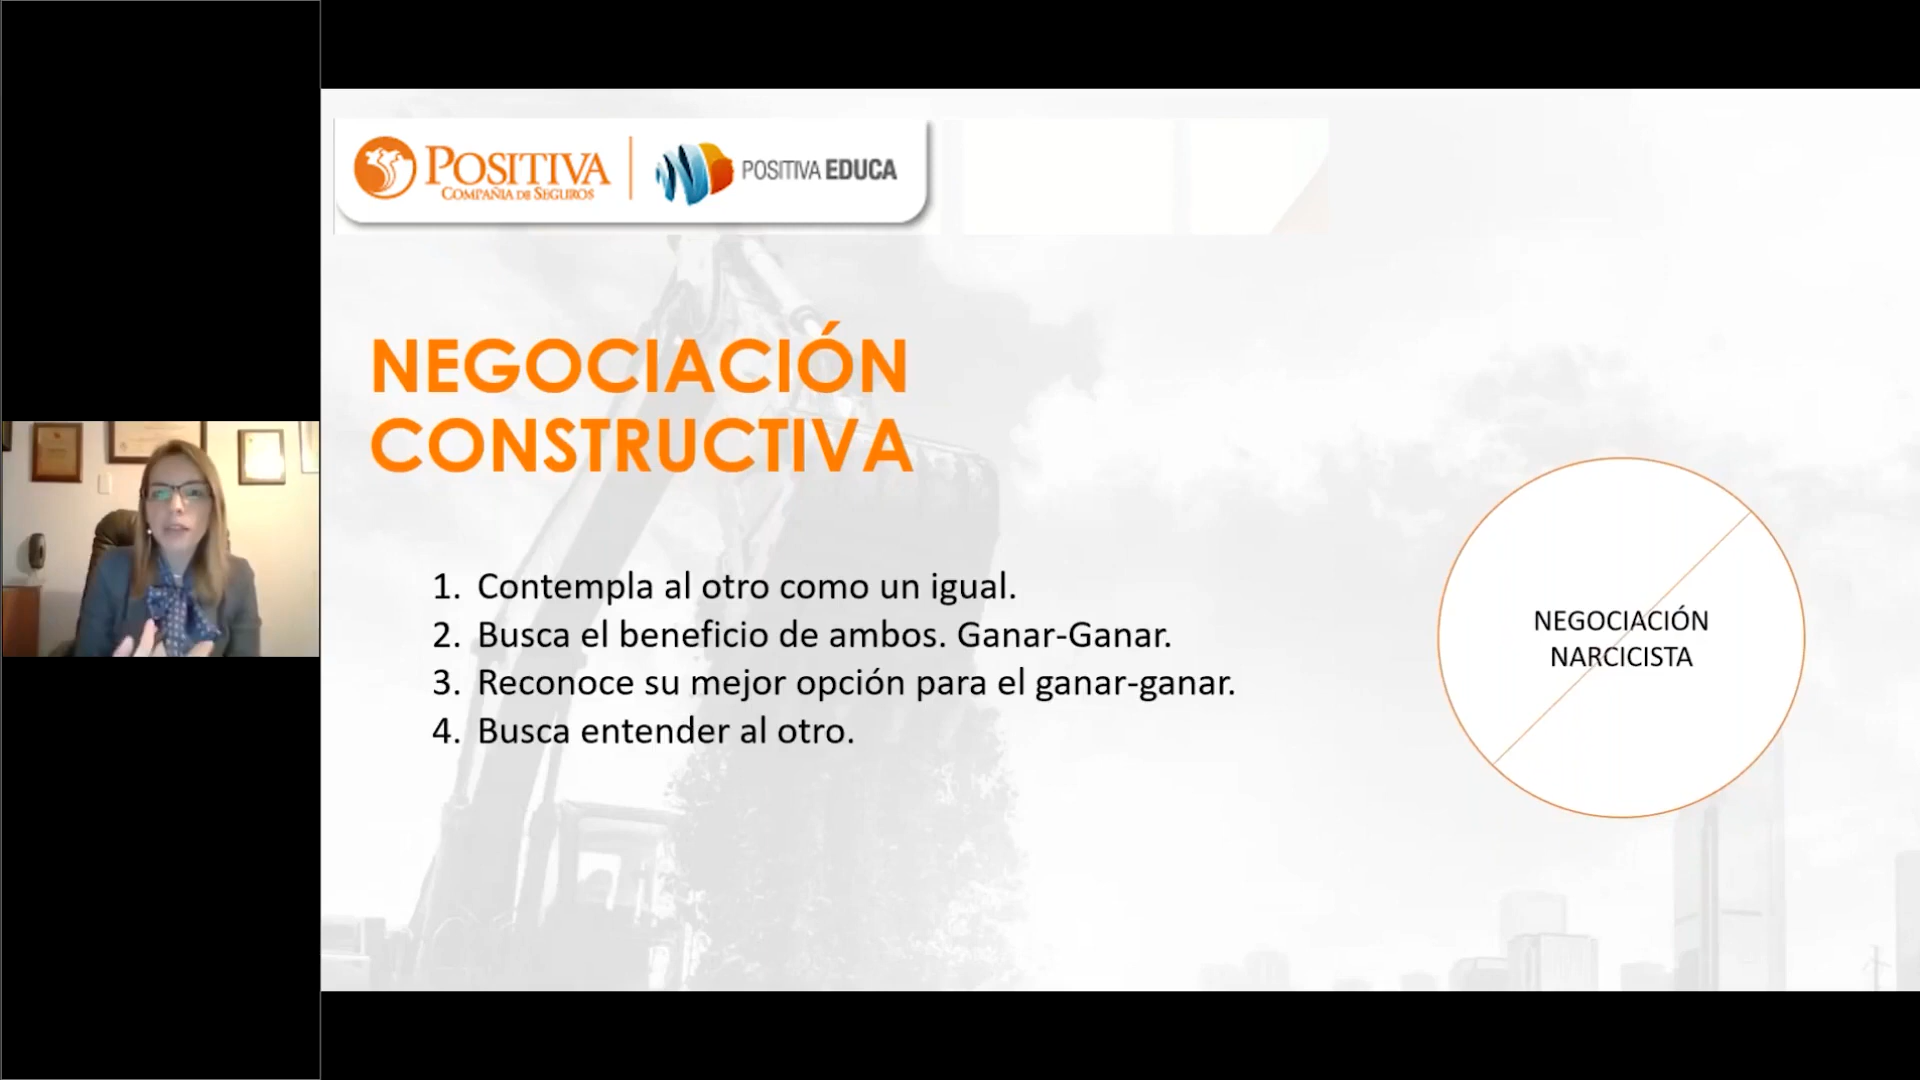 POSITIVA
COMPAÑIA DE SEGUROS
POSITIVA EDUCA
NEGOCIACIÓN
CONSTRUCTIVA
1. Contempla al otro como un igual.
2. Busca el beneficio de ambos. Ganar-Ganar.
3. Reconoce su mejor opción para el ganar-ganar.
4. Busca entender al otro.
NEGOCIACIÓN
NARCICISTA